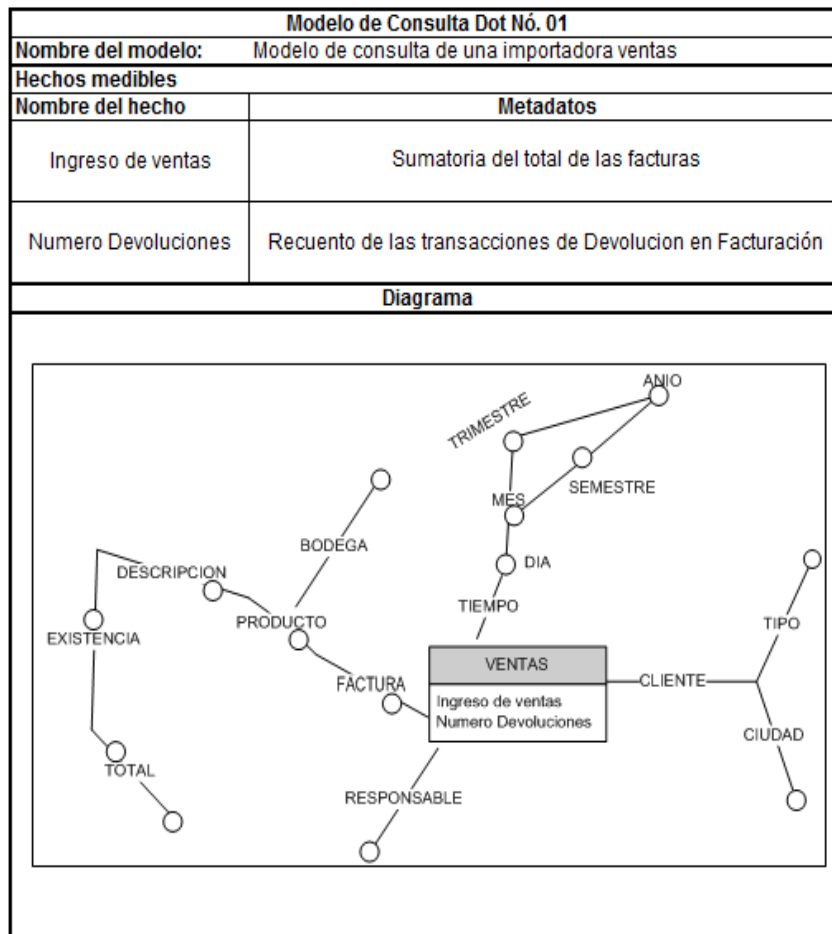 Modelo de Consulta Dot Nó. 01
Nombre del modelo: Modelo de consulta de una importadora ventas
Hechos medibles
Nombre del hecho Metadatos
Ingreso de ventas Sumatoria del total de las facturas
Numero Devoluciones Recuento de las transacciones de Devolucion en Facturación
Diagrama
ANIO
TRIMESTRE
SEMESTRE
MES
BODEGA
DIA
DESCRIPCION
TIEMPO
PRODUCTO
TIPO
EXISTENCIA
VENTAS
FACTURA
CLIENTE
Ingreso de ventas
Numero Devoluciones
CIUDAD
TOTAL
RESPONSABLE